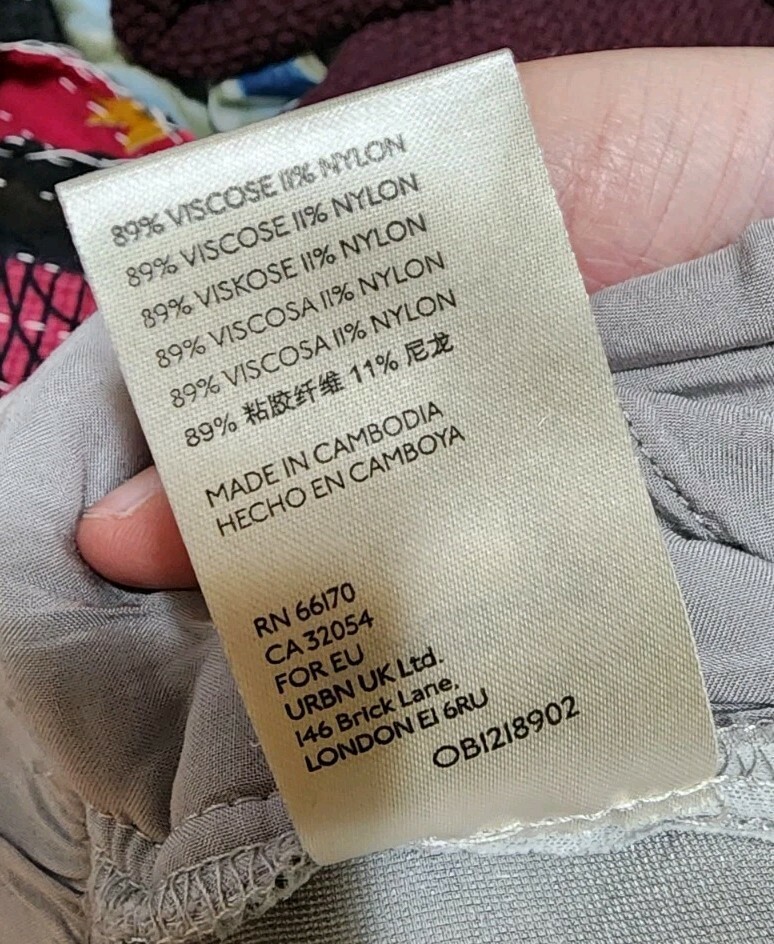 89% VISCOSE 11% NYLON
89% VISCOSE 11% NYLON
89% VISKOSE 11% NYLON
89% VISCOSA 11% NYLON
89% VISCOSA 11% NYLON
89% 粘胶纤维 11% 尼龙
MADE IN CAMBODIA
HECHO EN CAMBOYA
RN 66170
CA 32054
FOR EU
URBN UK Ltd.
146 Brick Lane,
LONDON E1 6RU
OB1218902